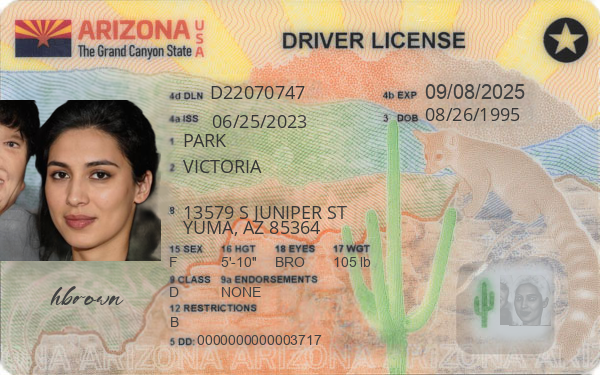 ARIZONA USA
The Grand Canyon State
DRIVER LICENSE
4d DLN D22070747
4b EXP 09/08/2025
4a ISS 06/25/2023
3 DOB 08/26/1995
1 PARK
2 VICTORIA
8 13579 S JUNIPER ST
YUMA, AZ 85364
15 SEX 16 HGT 18 EYES 17 WGT
F 5'-10" BRO 105 lb
9 CLASS 9a ENDORSEMENTS
D NONE
hbrown
12 RESTRICTIONS
B
5 DD: 0000000000003717
ONA ARIZONA ARIZONA ARIZONA ARIZONA ARIZ